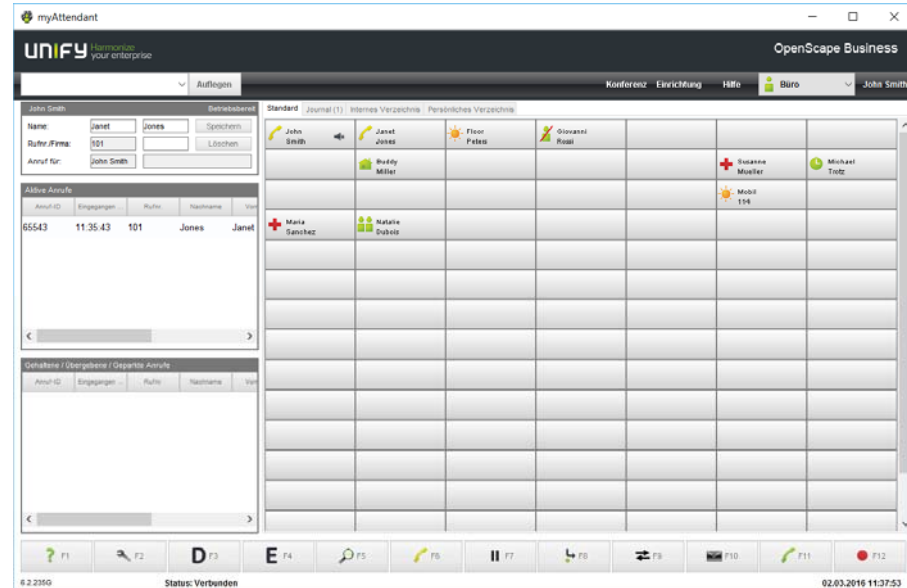 myAttendant
UNIFY Harmonize your enterprise
OpenScape Business
Auflegen
Konferenz Einrichtung Hilfe Büro John Smith
John Smith Betriebsbereit
Name: Janet Jones Speichern
Rufnr./Firma: 101 Löschen
Anruf für: John Smith
Aktive Anrufe
Anruf-ID Eingegangen Rufnr. Nachname Vor
65543 11:35:43 101 Jones Janet
Gehaltene / Übergebene / Geparkte Anrufe
Anruf-ID Eingegangen ... Rufnr. Nachname Vor
Standard Journal (1) Internes Verzeichnis Persönliches Verzeichnis
John Smith
Janet Jones
Floor Peters
Giovanni Rossi
Buddy Miller
Susanne Mueller
Michael Trotz
Mobil
Maria Sanchez
Natalie Dubois
? F1 F2 D F3 E F4 F5 F6 F7 F8 F9 F10 F11 F12
6.2.235G Status: Verbunden 02.03.2016 11:37:53